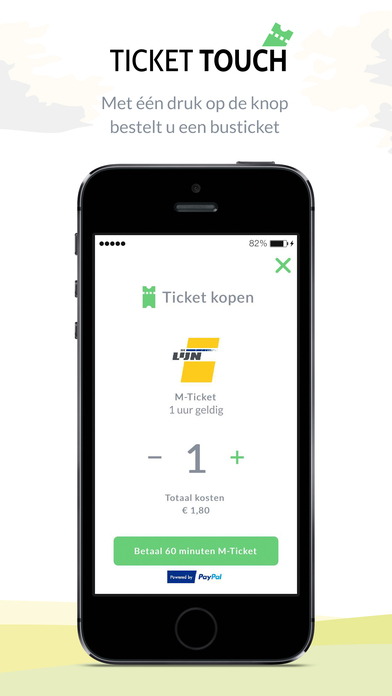 TICKET TOUCH
Met één druk op de knop
bestelt u een busticket
82%
Ticket kopen
LIJN
M-Ticket
1 uur geldig
− 1 +
Totaal kosten
€ 1,80
Betaal 60 minuten M-Ticket
Powered by PayPal